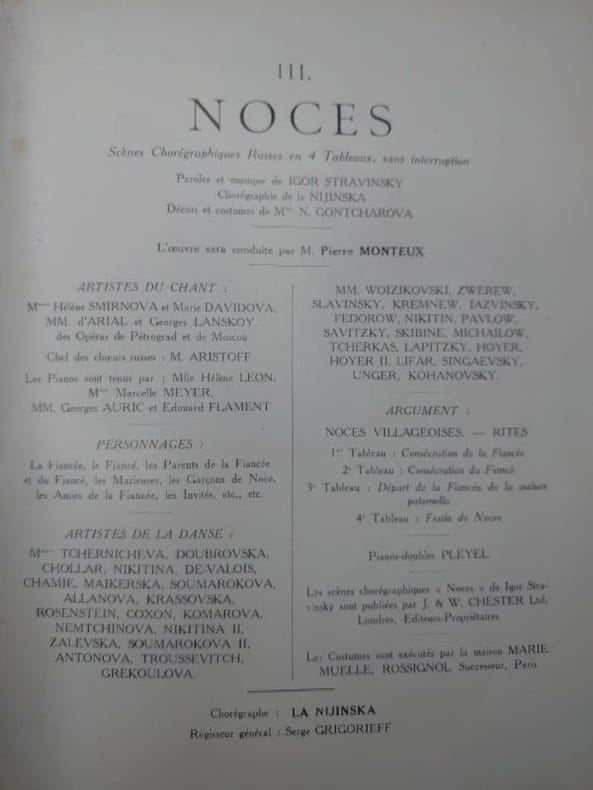 III.
NOCES
Scènes Chorégraphiques Russes en 4 Tableaux, sans interruption
Paroles et musique de IGOR STRAVINSKY
Chorégraphie de la NIJINSKA
Décors et costumes de Mme N. GONTCHAROVA
L'œuvre sera conduite par M. Pierre MONTEUX
ARTISTES DU CHANT :
Mmes Hélène SMIRNOVA et Marie DAVIDOVA,
MM. d'ARIAL et Georges LANSKOY
des Opéras de Pétrograd et de Moscou
Chef des chœurs russes : M. ARISTOFF
Les Pianos sont tenus par : Mlle Hélène LEON,
Mme Marcelle MEYER,
MM. Georges AURIC et Edouard FLAMENT
PERSONNAGES :
La Fiancée, le Fiancé, les Parents de la Fiancée
et du Fiancé, les Marieuses, les Garçons de Noce,
les Amies de la Fiancée, les Invités, etc., etc.
ARTISTES DE LA DANSE :
Mmes TCHERNICHEVA, DOUBROVSKA,
CHOLLAR, NIKITINA, DE-VALOIS,
CHAMIE, MAIKERSKA, SOUMAROKOVA,
ALLANOVA, KRASSOVSKA,
ROSENSTEIN, COXON, KOMAROVA,
NEMTCHINOVA, NIKITINA II,
ZALEVSKA, SOUMAROKOVA II,
ANTONOVA, TROUSSEVITCH,
GREKOULOVA.
MM. WOIZIKOVSKI, ZWEREW,
SLAVINSKY, KREMNEW, IAZVINSKY,
FEDOROW, NIKITIN, PAVLOW,
SAVITZKY, SKIBINE, MICHAILOW,
TCHERKAS, LAPITZKY, HOYER,
HOYER II, LIFAR, SINGAEVSKY,
UNGER, KOHANOVSKY.
ARGUMENT :
NOCES VILLAGEOISES. — RITES
1er Tableau : Consécration de la Fiancée
2e Tableau : Consécration du Fiancé
3e Tableau : Départ de la Fiancée de la maison
paternelle
4e Tableau : Festin de Noces
Pianos-doubles PLEYEL
Les scènes chorégraphiques « Noces » de Igor Stra-
vinsky sont publiées par J. & W. CHESTER Ltd,
Londres, Editeurs-Propriétaires
Les Costumes sont exécutés par la maison MARIE
MUELLE, ROSSIGNOL Successeur, Paris
Chorégraphe : LA NIJINSKA
Régisseur général : Serge GRIGORIEFF